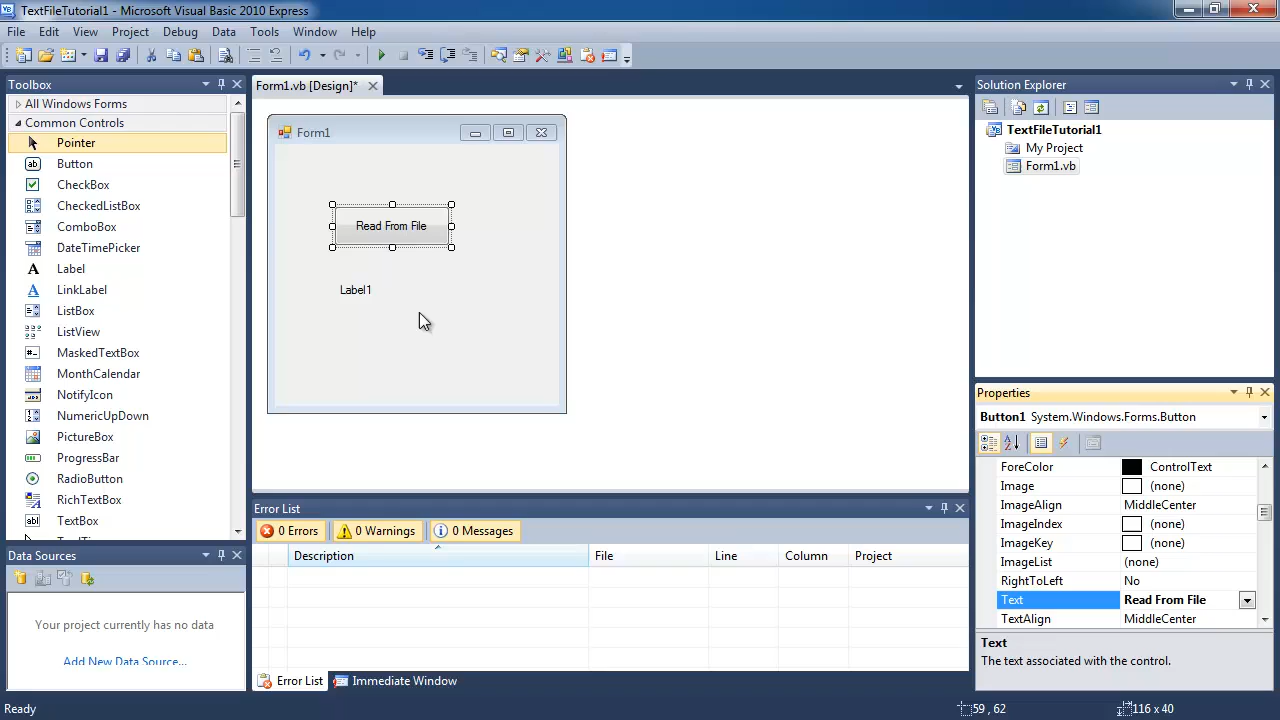 TextFileTutorial1 - Microsoft Visual Basic 2010 Express
File Edit View Project Debug Data Tools Window Help
Toolbox
All Windows Forms
Common Controls
Pointer
Button
CheckBox
CheckedListBox
ComboBox
DateTimePicker
Label
LinkLabel
ListBox
ListView
MaskedTextBox
MonthCalendar
NotifyIcon
NumericUpDown
PictureBox
ProgressBar
RadioButton
RichTextBox
TextBox
Data Sources
Your project currently has no data
Add New Data Source...
Form1.vb [Design]*
Form1
Read From File
Label1
Error List
0 Errors 0 Warnings 0 Messages
Description File Line Column Project
Error List Immediate Window
Solution Explorer
TextFileTutorial1
My Project
Form1.vb
Properties
Button1 System.Windows.Forms.Button
ForeColor ControlText
Image (none)
ImageAlign MiddleCenter
ImageIndex (none)
ImageKey (none)
ImageList (none)
RightToLeft No
Text Read From File
TextAlign MiddleCenter
Text
The text associated with the control.
Ready 59 , 62 116 x 40